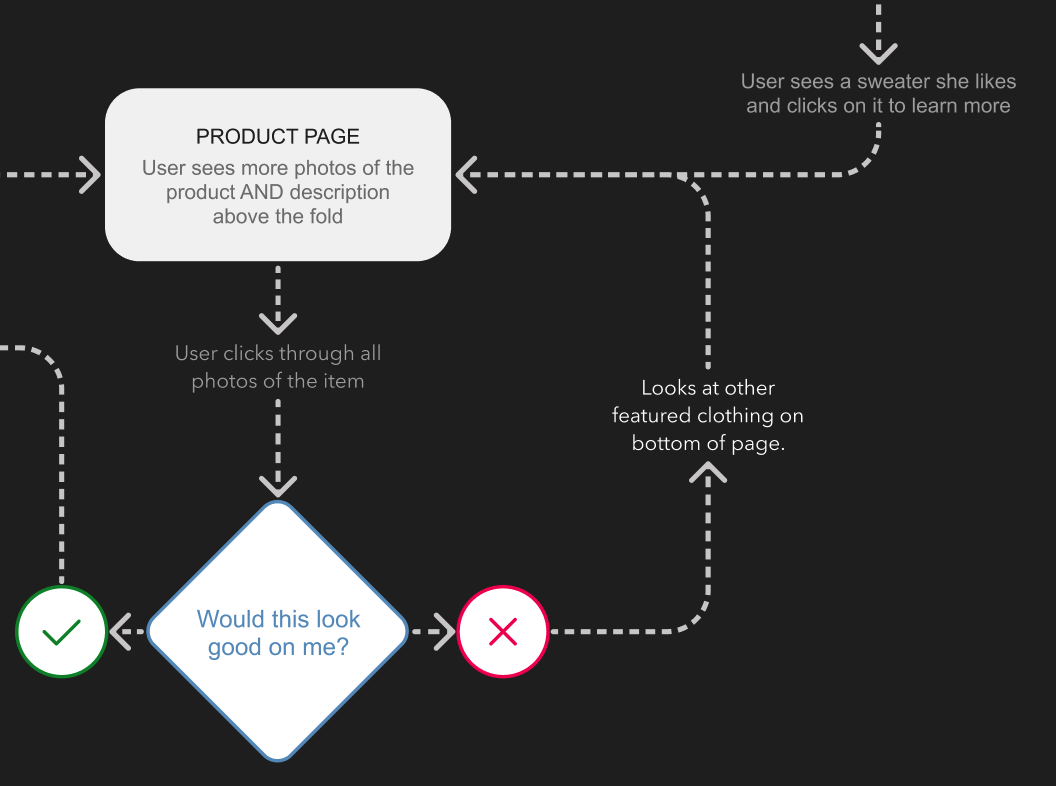 User sees a sweater she likes
and clicks on it to learn more
PRODUCT PAGE
User sees more photos of the
product AND description
above the fold
User clicks through all
photos of the item
Looks at other
featured clothing on
bottom of page.
Would this look
good on me?